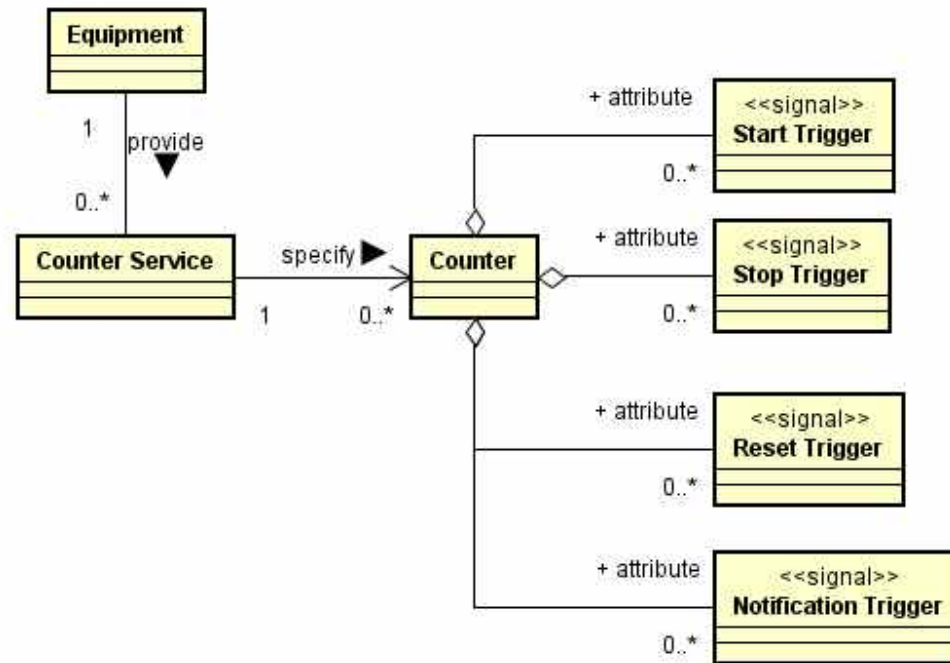 Equipment
1
provide
0..*
Counter Service
specify
1
0..*
Counter
+ attribute
0..*
<<signal>>
Start Trigger
+ attribute
0..*
<<signal>>
Stop Trigger
+ attribute
0..*
<<signal>>
Reset Trigger
+ attribute
0..*
<<signal>>
Notification Trigger